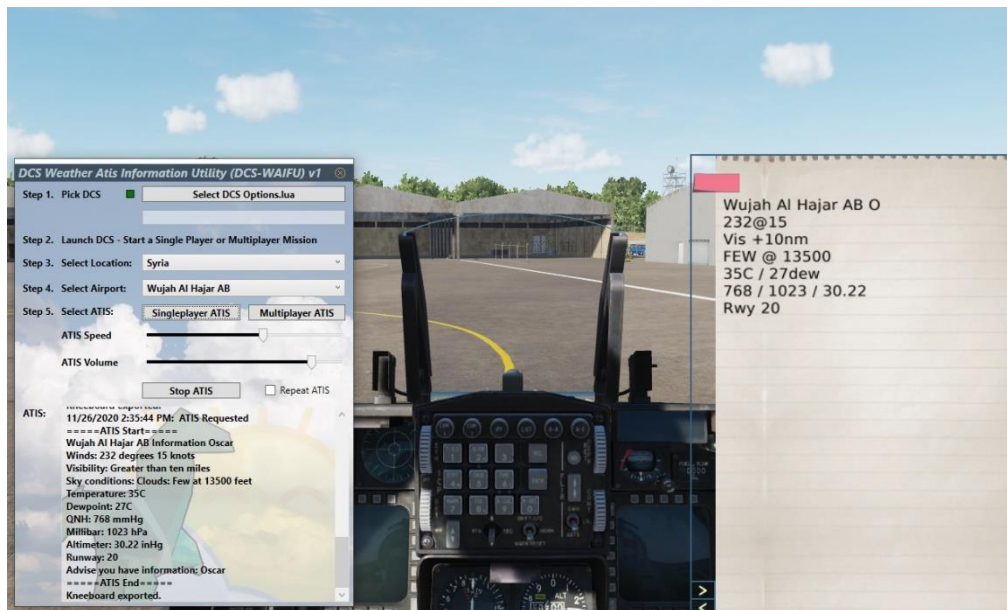 DCS Weather Atis Information Utility (DCS-WAIFU) v1
Step 1. Pick DCS
Select DCS Options.lua
Step 2. Launch DCS - Start a Single Player or Multiplayer Mission
Step 3. Select Location: Syria
Step 4. Select Airport: Wujah Al Hajar AB
Step 5. Select ATIS: Singleplayer ATIS Multiplayer ATIS
ATIS Speed
ATIS Volume
Stop ATIS Repeat ATIS
ATIS:
Kneeboard exported.
11/26/2020 2:35:44 PM: ATIS Requested
=====ATIS Start=====
Wujah Al Hajar AB Information Oscar
Winds: 232 degrees 15 knots
Visibility: Greater than ten miles
Sky conditions: Clouds: Few at 13500 feet
Temperature: 35C
Dewpoint: 27C
QNH: 768 mmHg
Millibar: 1023 hPa
Altimeter: 30.22 inHg
Runway: 20
Advise you have information: Oscar
=====ATIS End=====
Kneeboard exported.
Wujah Al Hajar AB O
232@15
Vis +10nm
FEW @ 13500
35C / 27dew
768 / 1023 / 30.22
Rwy 20